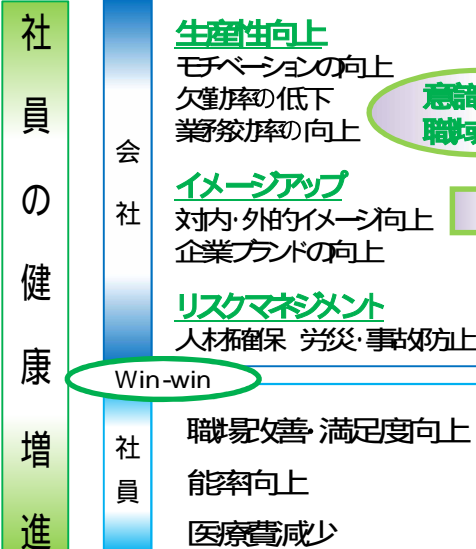 社員の健康増進
会社
生産性向上
モチベーションの向上
欠勤率の低下
業務効率の向上
意識
職場
イメージアップ
対内・外的イメージ向上
企業ブランドの向上
リスクマネジメント
人材確保 労災・事故防止
Win-win
社員
職場改善・満足度向上
能率向上
医療費減少